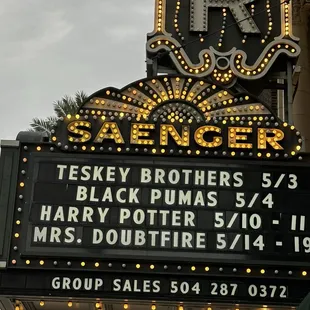 R
SAENGER
TESKEY BROTHERS 5/3
BLACK PUMAS 5/4
HARRY POTTER 5/10 - 11
MRS. DOUBTFIRE 5/14 - 19
GROUP SALES 504 287 0372